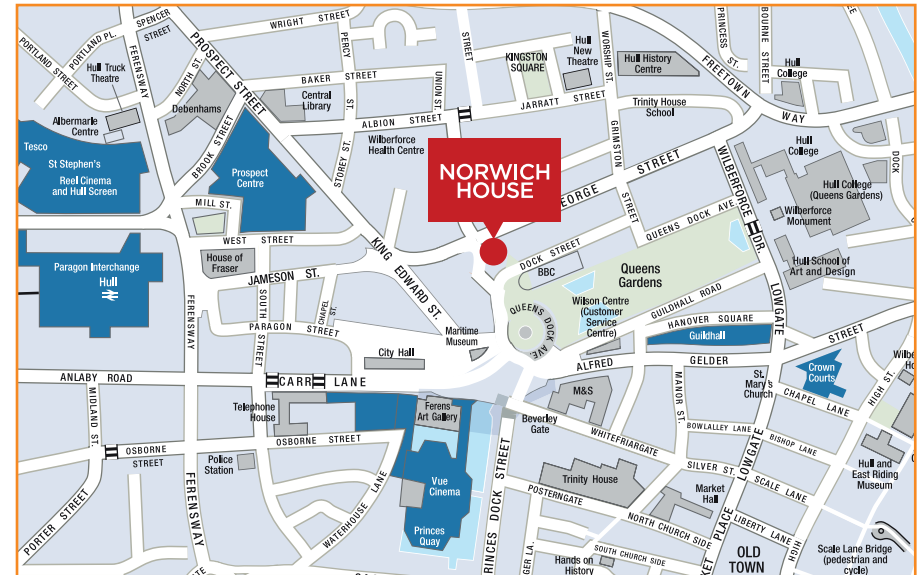 SPENCER
STREET
WRIGHT STREET
PORTLAND PL.
PORTLAND STREET
FERENSWAY
PROSPECT STREET
PERCY
ST.
STREET
WORSHIP ST.
PRINCESS
ST.
BOURNE STREET
FREETOWN
WAY
Hull Truck
Theatre
NORTH ST.
Debenhams
BAKER STREET
Central
Library
UNION ST.
KINGSTON
SQUARE
Hull
New
Theatre
Hull History
Centre
Hull
College
JARRATT STREET
Trinity House
School
Albermarle
Centre
ALBION STREET
Wilberforce
Health Centre
GRIMSTON
STREET
WILBERFORCE
DR.
Hull
College
DOCK
Tesco
St Stephen's
Reel Cinema
and Hull Screen
BROOK STREET
Prospect
Centre
STOREY ST.
NORWICH
HOUSE
GEORGE STREET
Hull College
(Queens Gardens)
Wilberforce
Monument
MILL ST.
WEST STREET
House of
Fraser
KING EDWARD ST.
DOCK STREET
QUEENS DOCK AVE.
BBC
Queens
Gardens
Hull School of
Art and Design
Paragon Interchange
Hull
JAMESON ST.
FERENSWAY
SOUTH STREET
CHAPEL
ST.
PARAGON STREET
Maritime
Museum
QUEENS DOCK AVE.
Wilson Centre
(Customer
Service
Centre)
GUILDHALL ROAD
HANOVER SQUARE
Guildhall
LOWGATE
STREET
City Hall
ALFRED GELDER
Crown
Courts
ANLABY ROAD
CARR LANE
MIDLAND ST.
Telephone
House
Ferens
Art Gallery
M&S
MANOR ST.
St.
Mary's
Church
CHAPEL LANE
HIGH ST.
Beverley
Gate
WHITEFRIARGATE
BOWLALLEY LANE
BISHOP LANE
LOWGATE
OSBORNE
STREET
OSBORNE STREET
Police
Station
FERENSWAY
WATERHOUSE LANE
Vue
Cinema
Princes
Quay
PRINCES DOCK STREET
Trinity House
POSTERNGATE
SILVER ST.
SCALE LANE
Hull and
East Riding
Museum
Market
Hall
NORTH CHURCH SIDE
LIBERTY LANE
PLACE
HIGH
PORTER STREET
SOUTH CHURCH SIDE
Hands on
History
OLD
TOWN
Scale Lane Bridge
(pedestrian and
cycle)